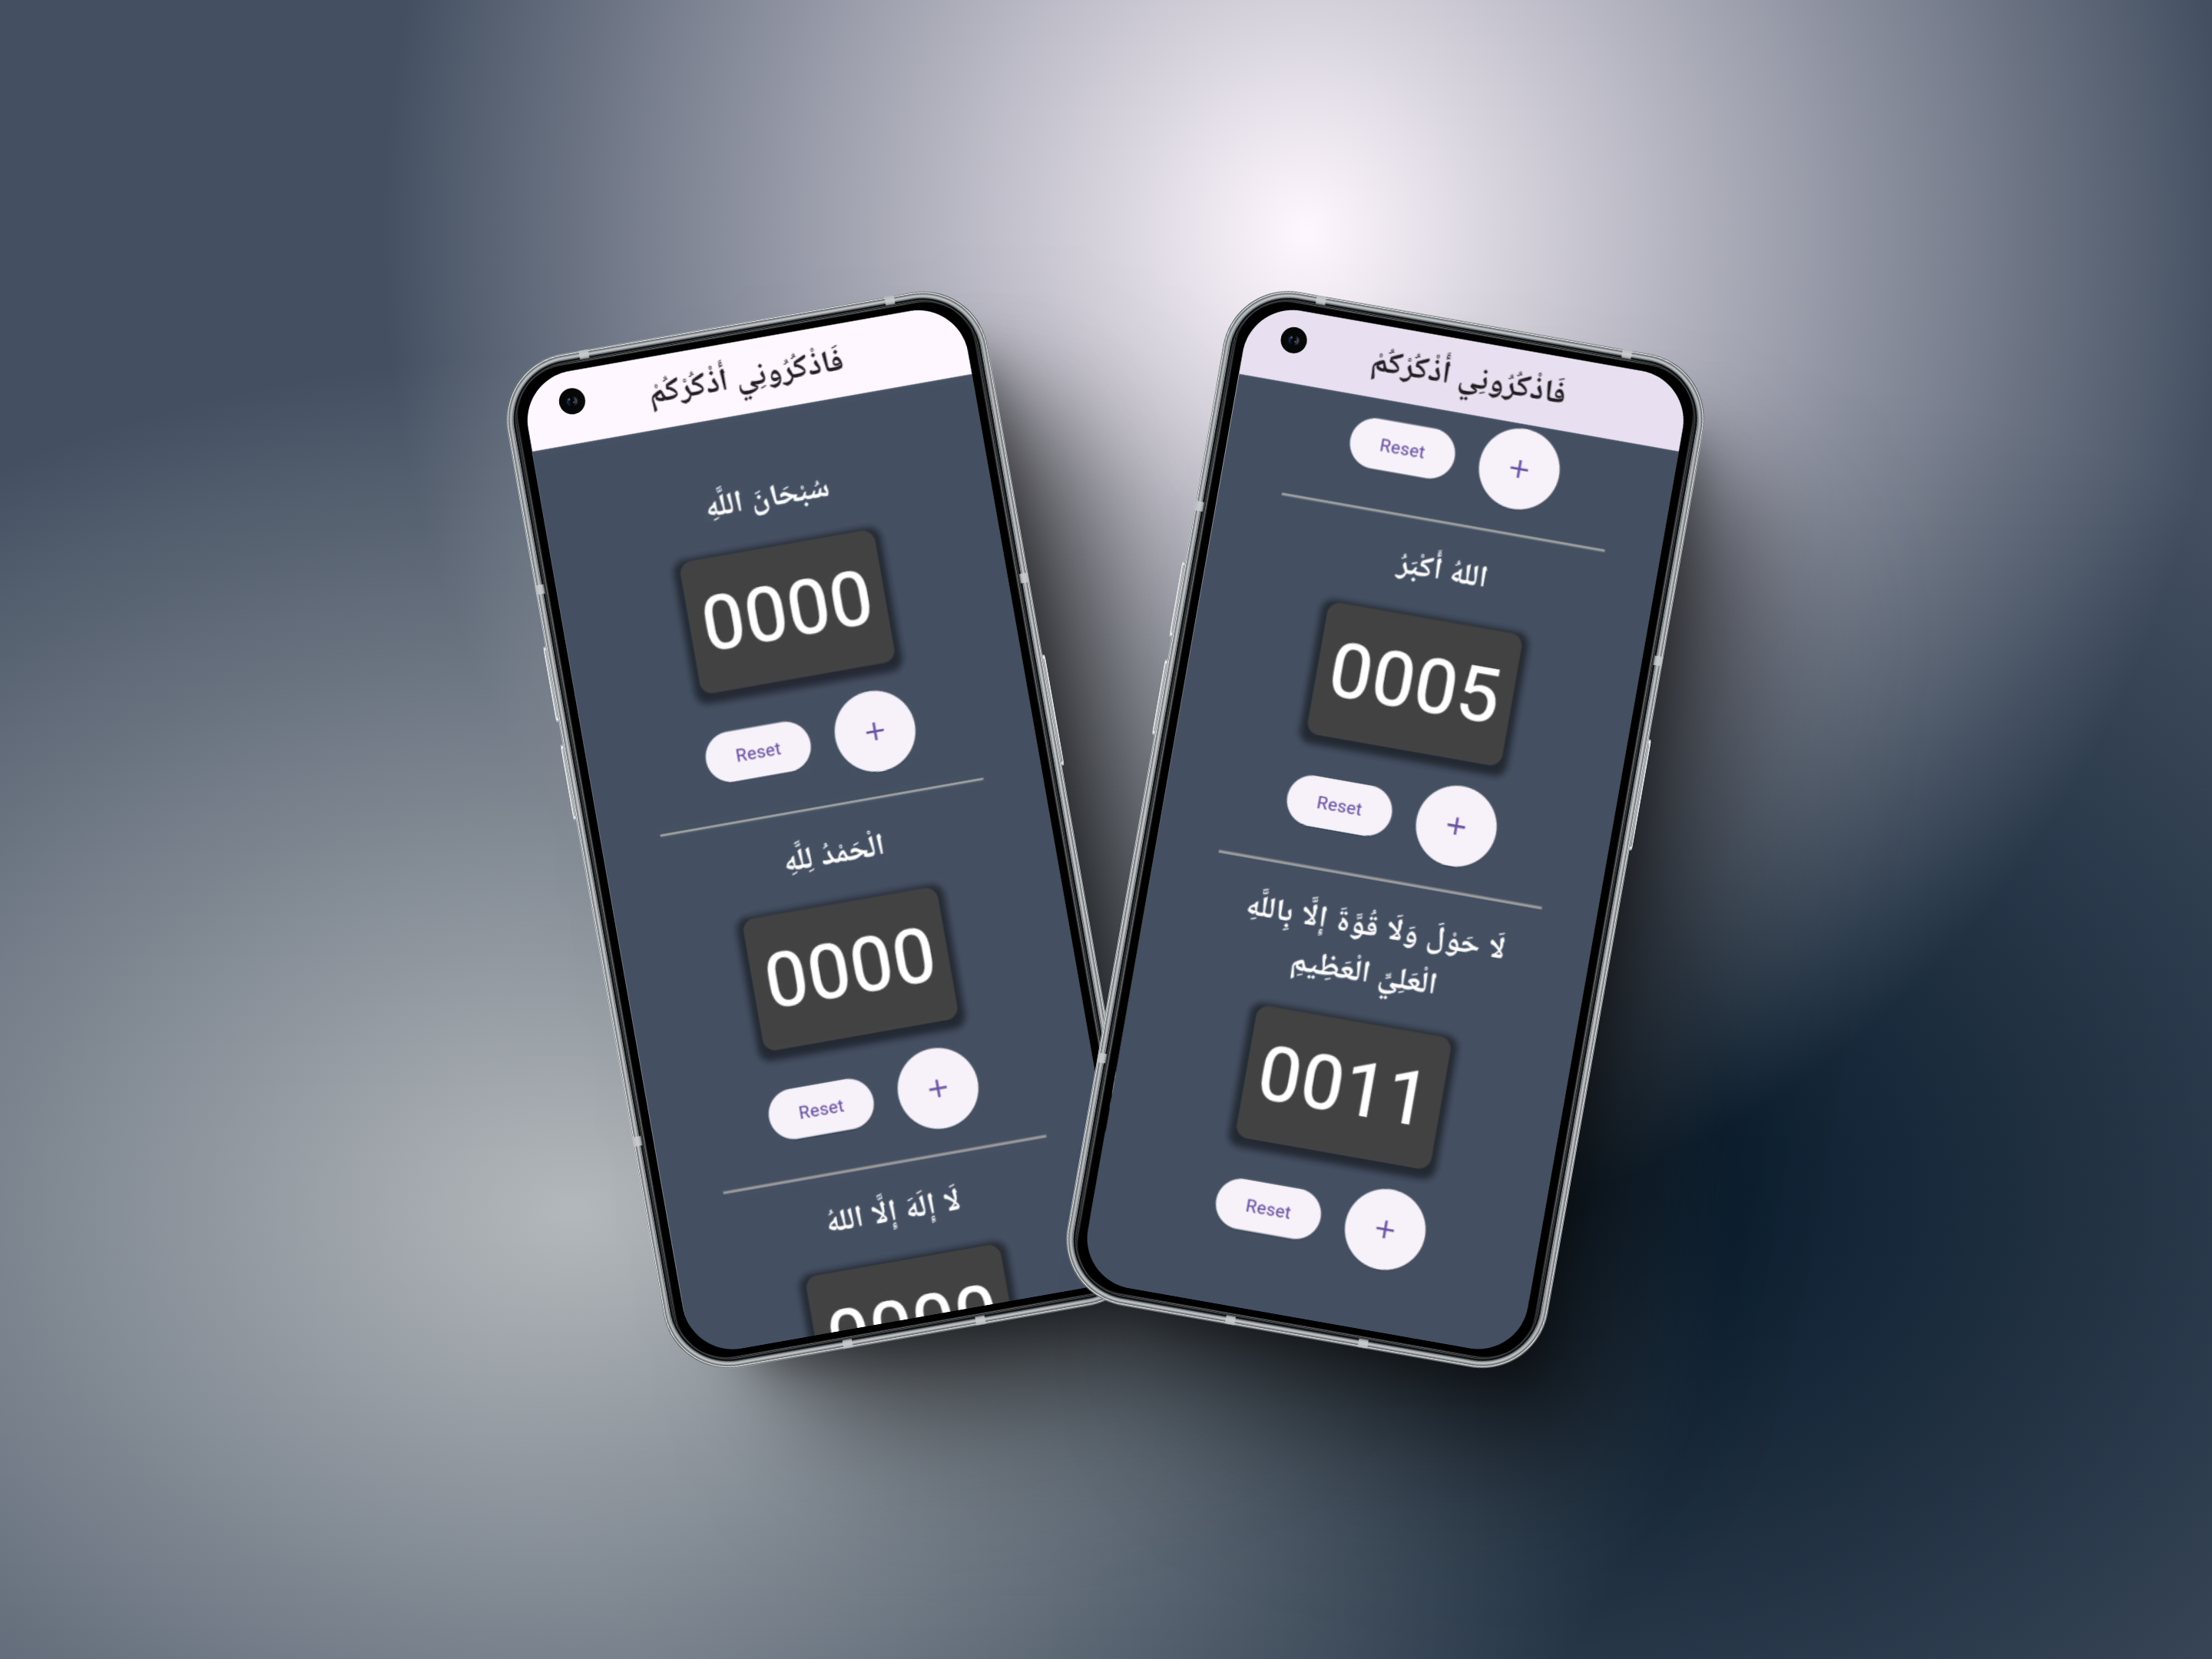 فَاذْكُرُونِي أَذْكُرْكُمْ
سُبْحَانَ اللَّهِ
0000
Reset +
الْحَمْدُ لِلَّهِ
0000
Reset +
لَا إِلَهَ إِلَّا اللهُ
0000
فَاذْكُرُونِي أَذْكُرْكُمْ
Reset +
اللهُ أَكْبَرُ
0005
Reset +
لَا حَوْلَ وَلَا قُوَّةَ إِلَّا بِاللَّهِ
الْعَلِيِّ الْعَظِيمِ
0011
Reset +